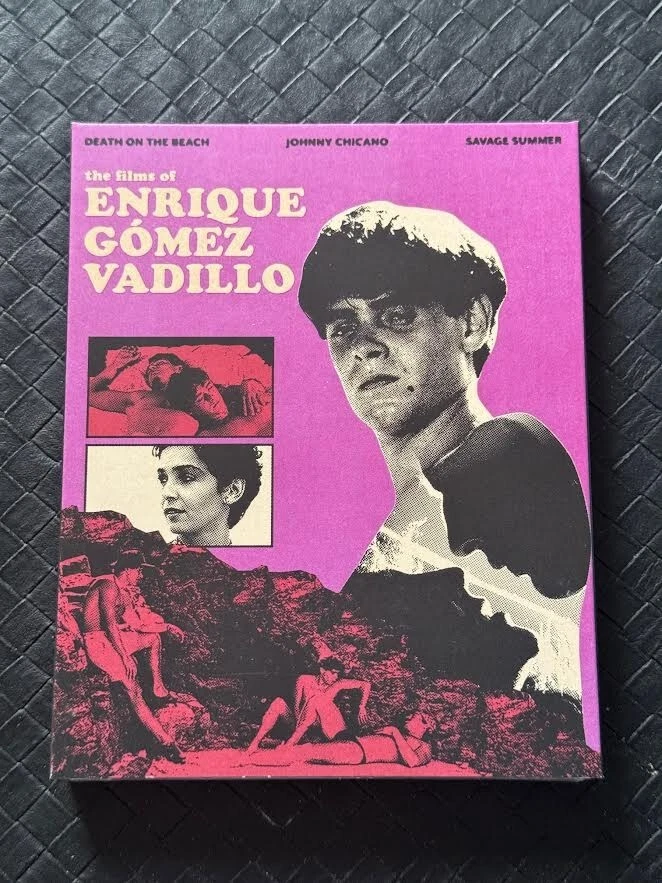 DEATH ON THE BEACH
JOHNNY CHICANO
SAVAGE SUMMER
the films of
ENRIQUE
GÓMEZ
VADILLO